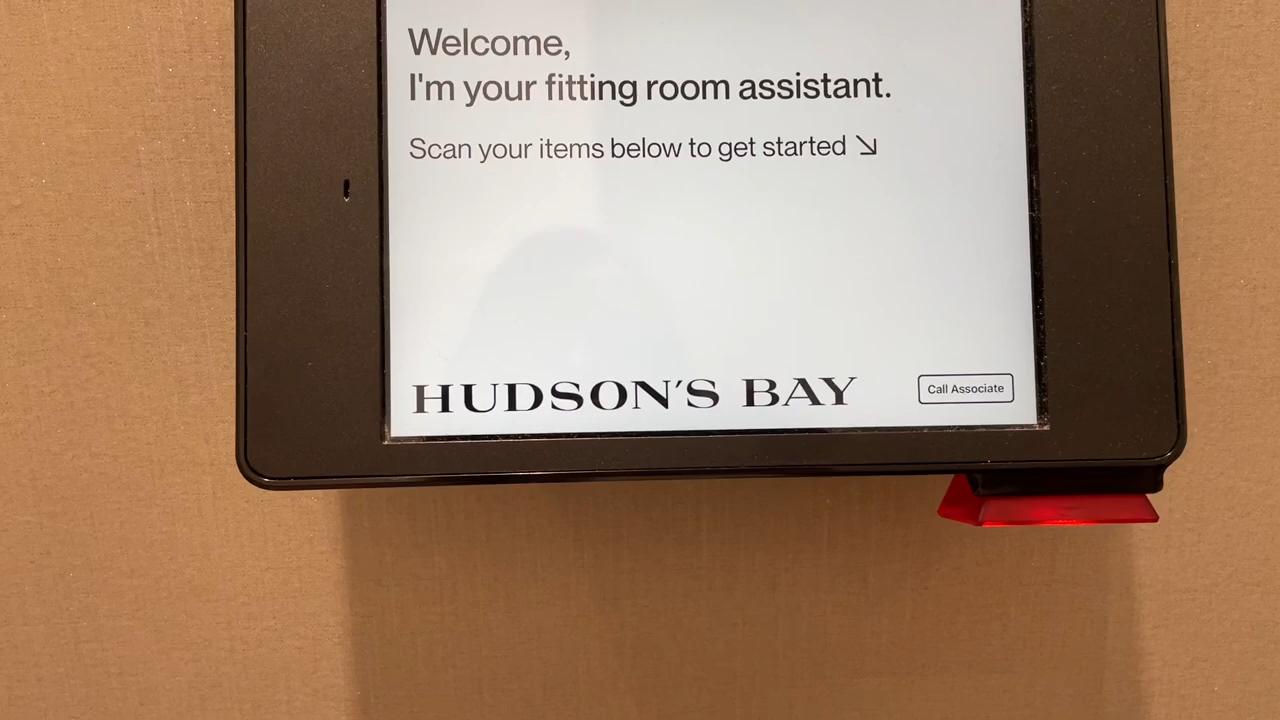 Welcome,
I'm your fitting room assistant.
Scan your items below to get started ↘
HUDSON'S BAY
Call Associate